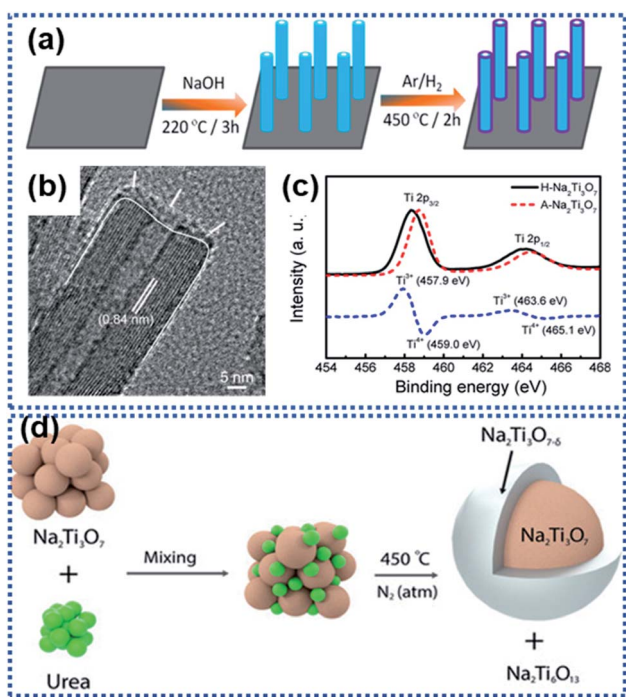 (a)
NaOH
220 °C / 3h
Ar/H₂
450 °C / 2h
(b)
(0.84 nm)
5 nm
(c)
Ti 2p₃/₂
H-Na₂Ti₃O₇
A-Na₂Ti₃O₇
Ti 2p₁/₂
Ti³⁺ (457.9 eV)
Ti³⁺ (463.6 eV)
Ti⁴⁺ (459.0 eV)
Ti⁴⁺ (465.1 eV)
Intensity (a. u.)
454 456 458 460 462 464 466 468
Binding energy (eV)
(d)
Na₂Ti₃O₇
+
Urea
Mixing
450 °C
N₂ (atm)
Na₂Ti₃O₇₋δ
Na₂Ti₃O₇
+
Na₂Ti₆O₁₃